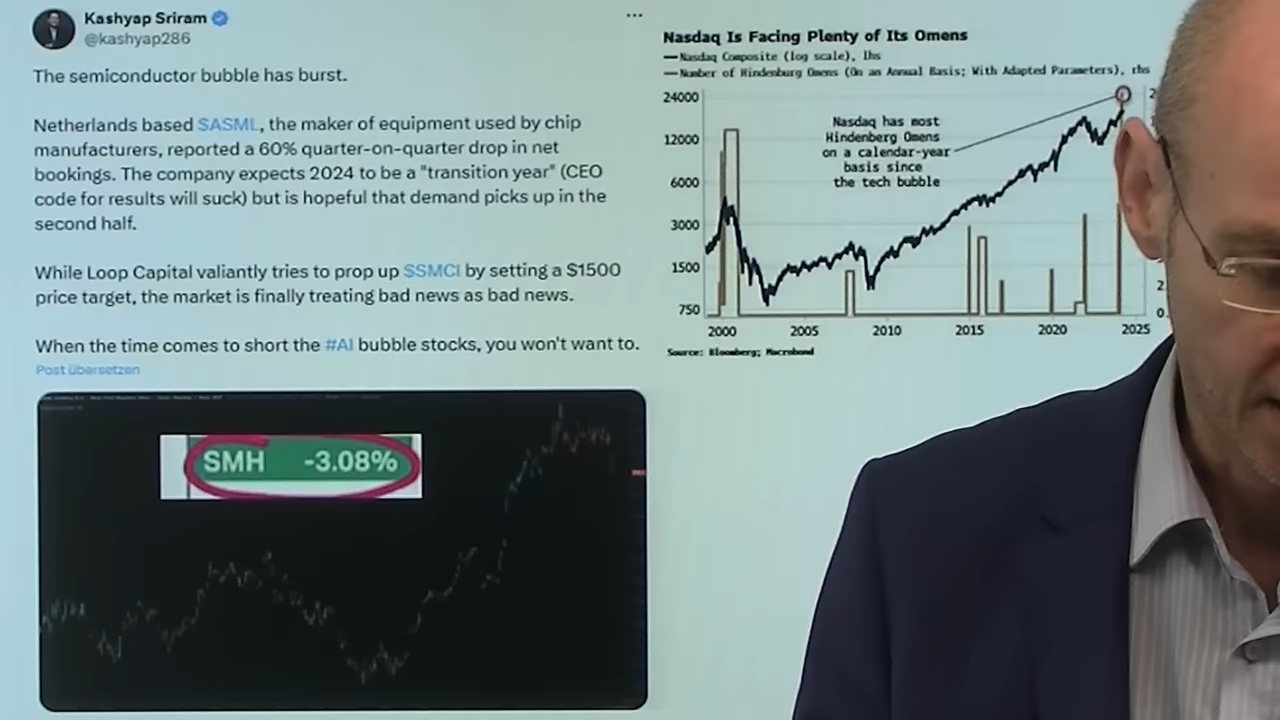 Kashyap Sriram
@kashyap286
The semiconductor bubble has burst.
Netherlands based $ASML, the maker of equipment used by chip
manufacturers, reported a 60% quarter-on-quarter drop in net
bookings. The company expects 2024 to be a "transition year" (CEO
code for results will suck) but is hopeful that demand picks up in the
second half.
While Loop Capital valiantly tries to prop up $SMCI by setting a $1500
price target, the market is finally treating bad news as bad news.
When the time comes to short the #AI bubble stocks, you won't want to.
Post übersetzen
SMH -3.08%
Nasdaq Is Facing Plenty of Its Omens
Nasdaq Composite (log scale), lhs
Number of Hindenburg Omens (On an Annual Basis; With Adapted Parameters), rhs
24000
12000
6000
3000
1500
750
Nasdaq has most
Hindenberg Omens
on a calendar-year
basis since
the tech bubble
2000 2005 2010 2015 2020 2025
Source: Bloomberg; Macrobond